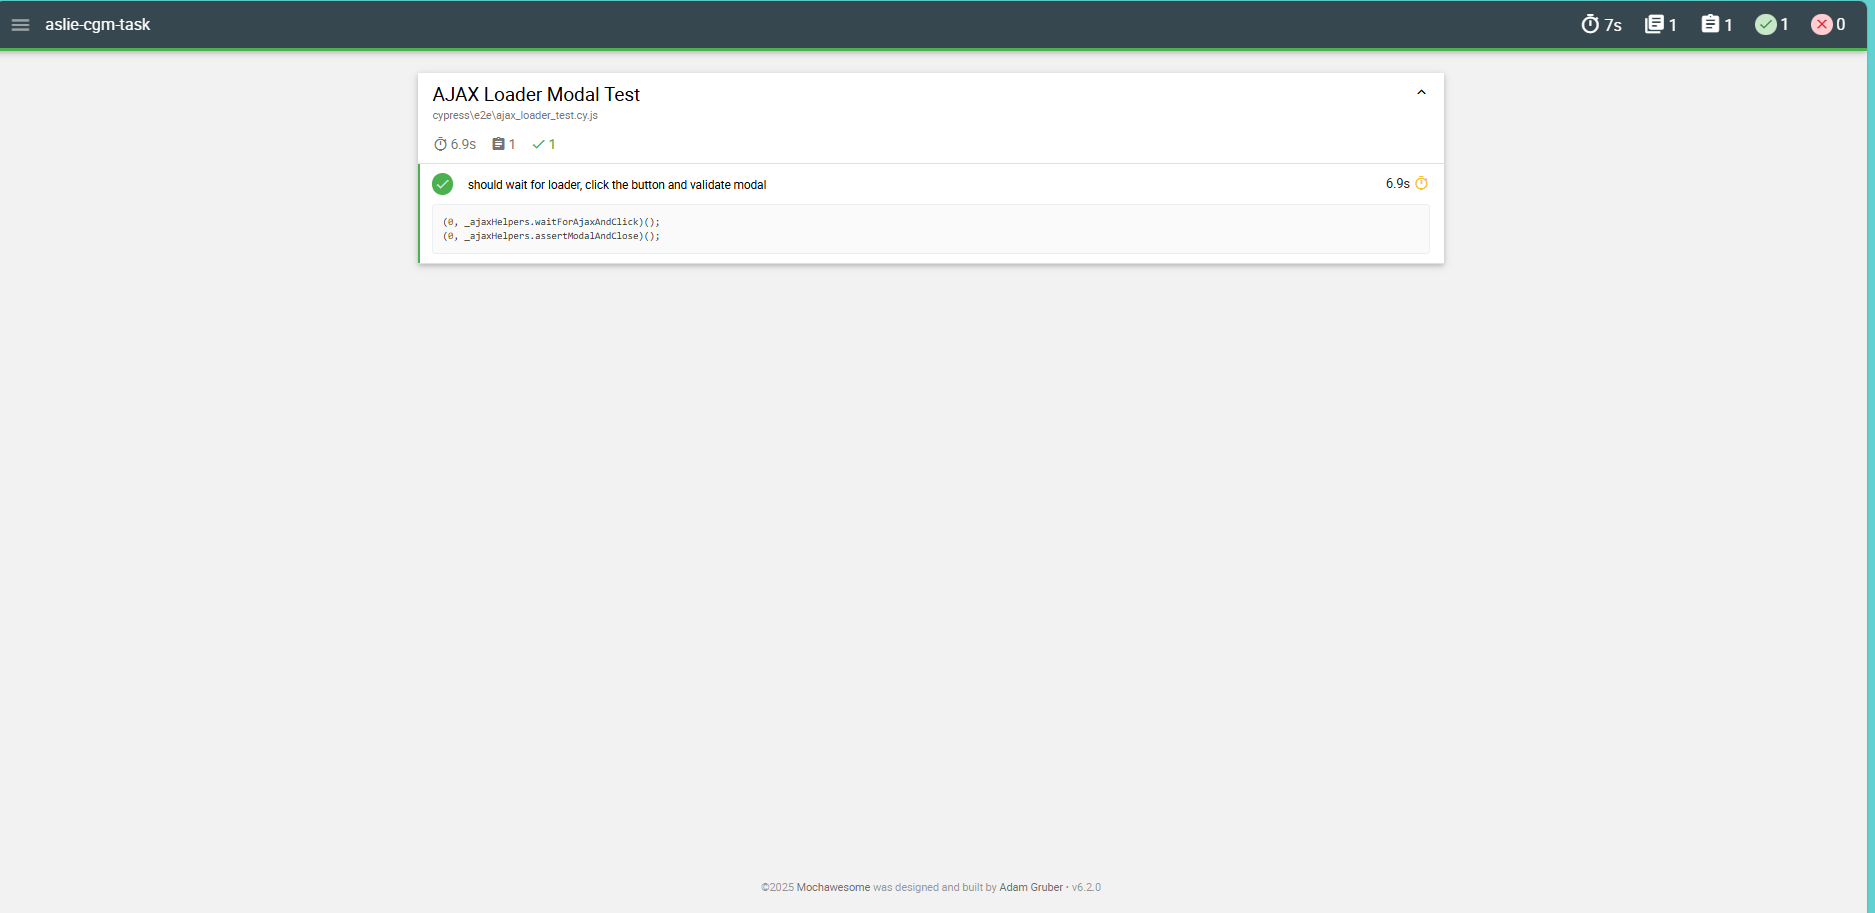 aslie-cgm-task
7s 1 1 1 0
AJAX Loader Modal Test
cypress\e2e\ajax_loader_test.cy.js
6.9s 1 1
should wait for loader, click the button and validate modal 6.9s
(0, _ajaxHelpers.waitForAjaxAndClick)();
(0, _ajaxHelpers.assertModalAndClose)();
©2025 Mochawesome was designed and built by Adam Gruber • v6.2.0